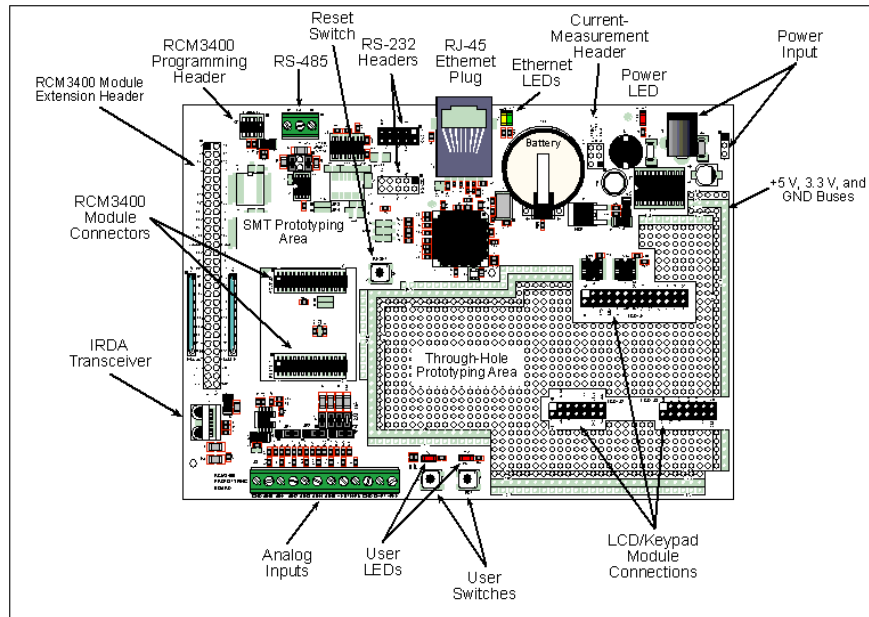 Reset
Switch
RCM3400
Programming
Header
RS-485
RS-232
Headers
RJ-45
Ethernet
Plug
Ethernet
LEDs
Current-
Measurement
Header
Power
LED
Power
Input
RCM3400 Module
Extension Header
Battery
+5 V, 3.3 V, and
GND Buses
RCM3400
Module
Connectors
SMT Prototyping
Area
IRDA
Transceiver
Through-Hole
Prototyping Area
Analog
Inputs
User
LEDs
User
Switches
LCD/Keypad
Module
Connections